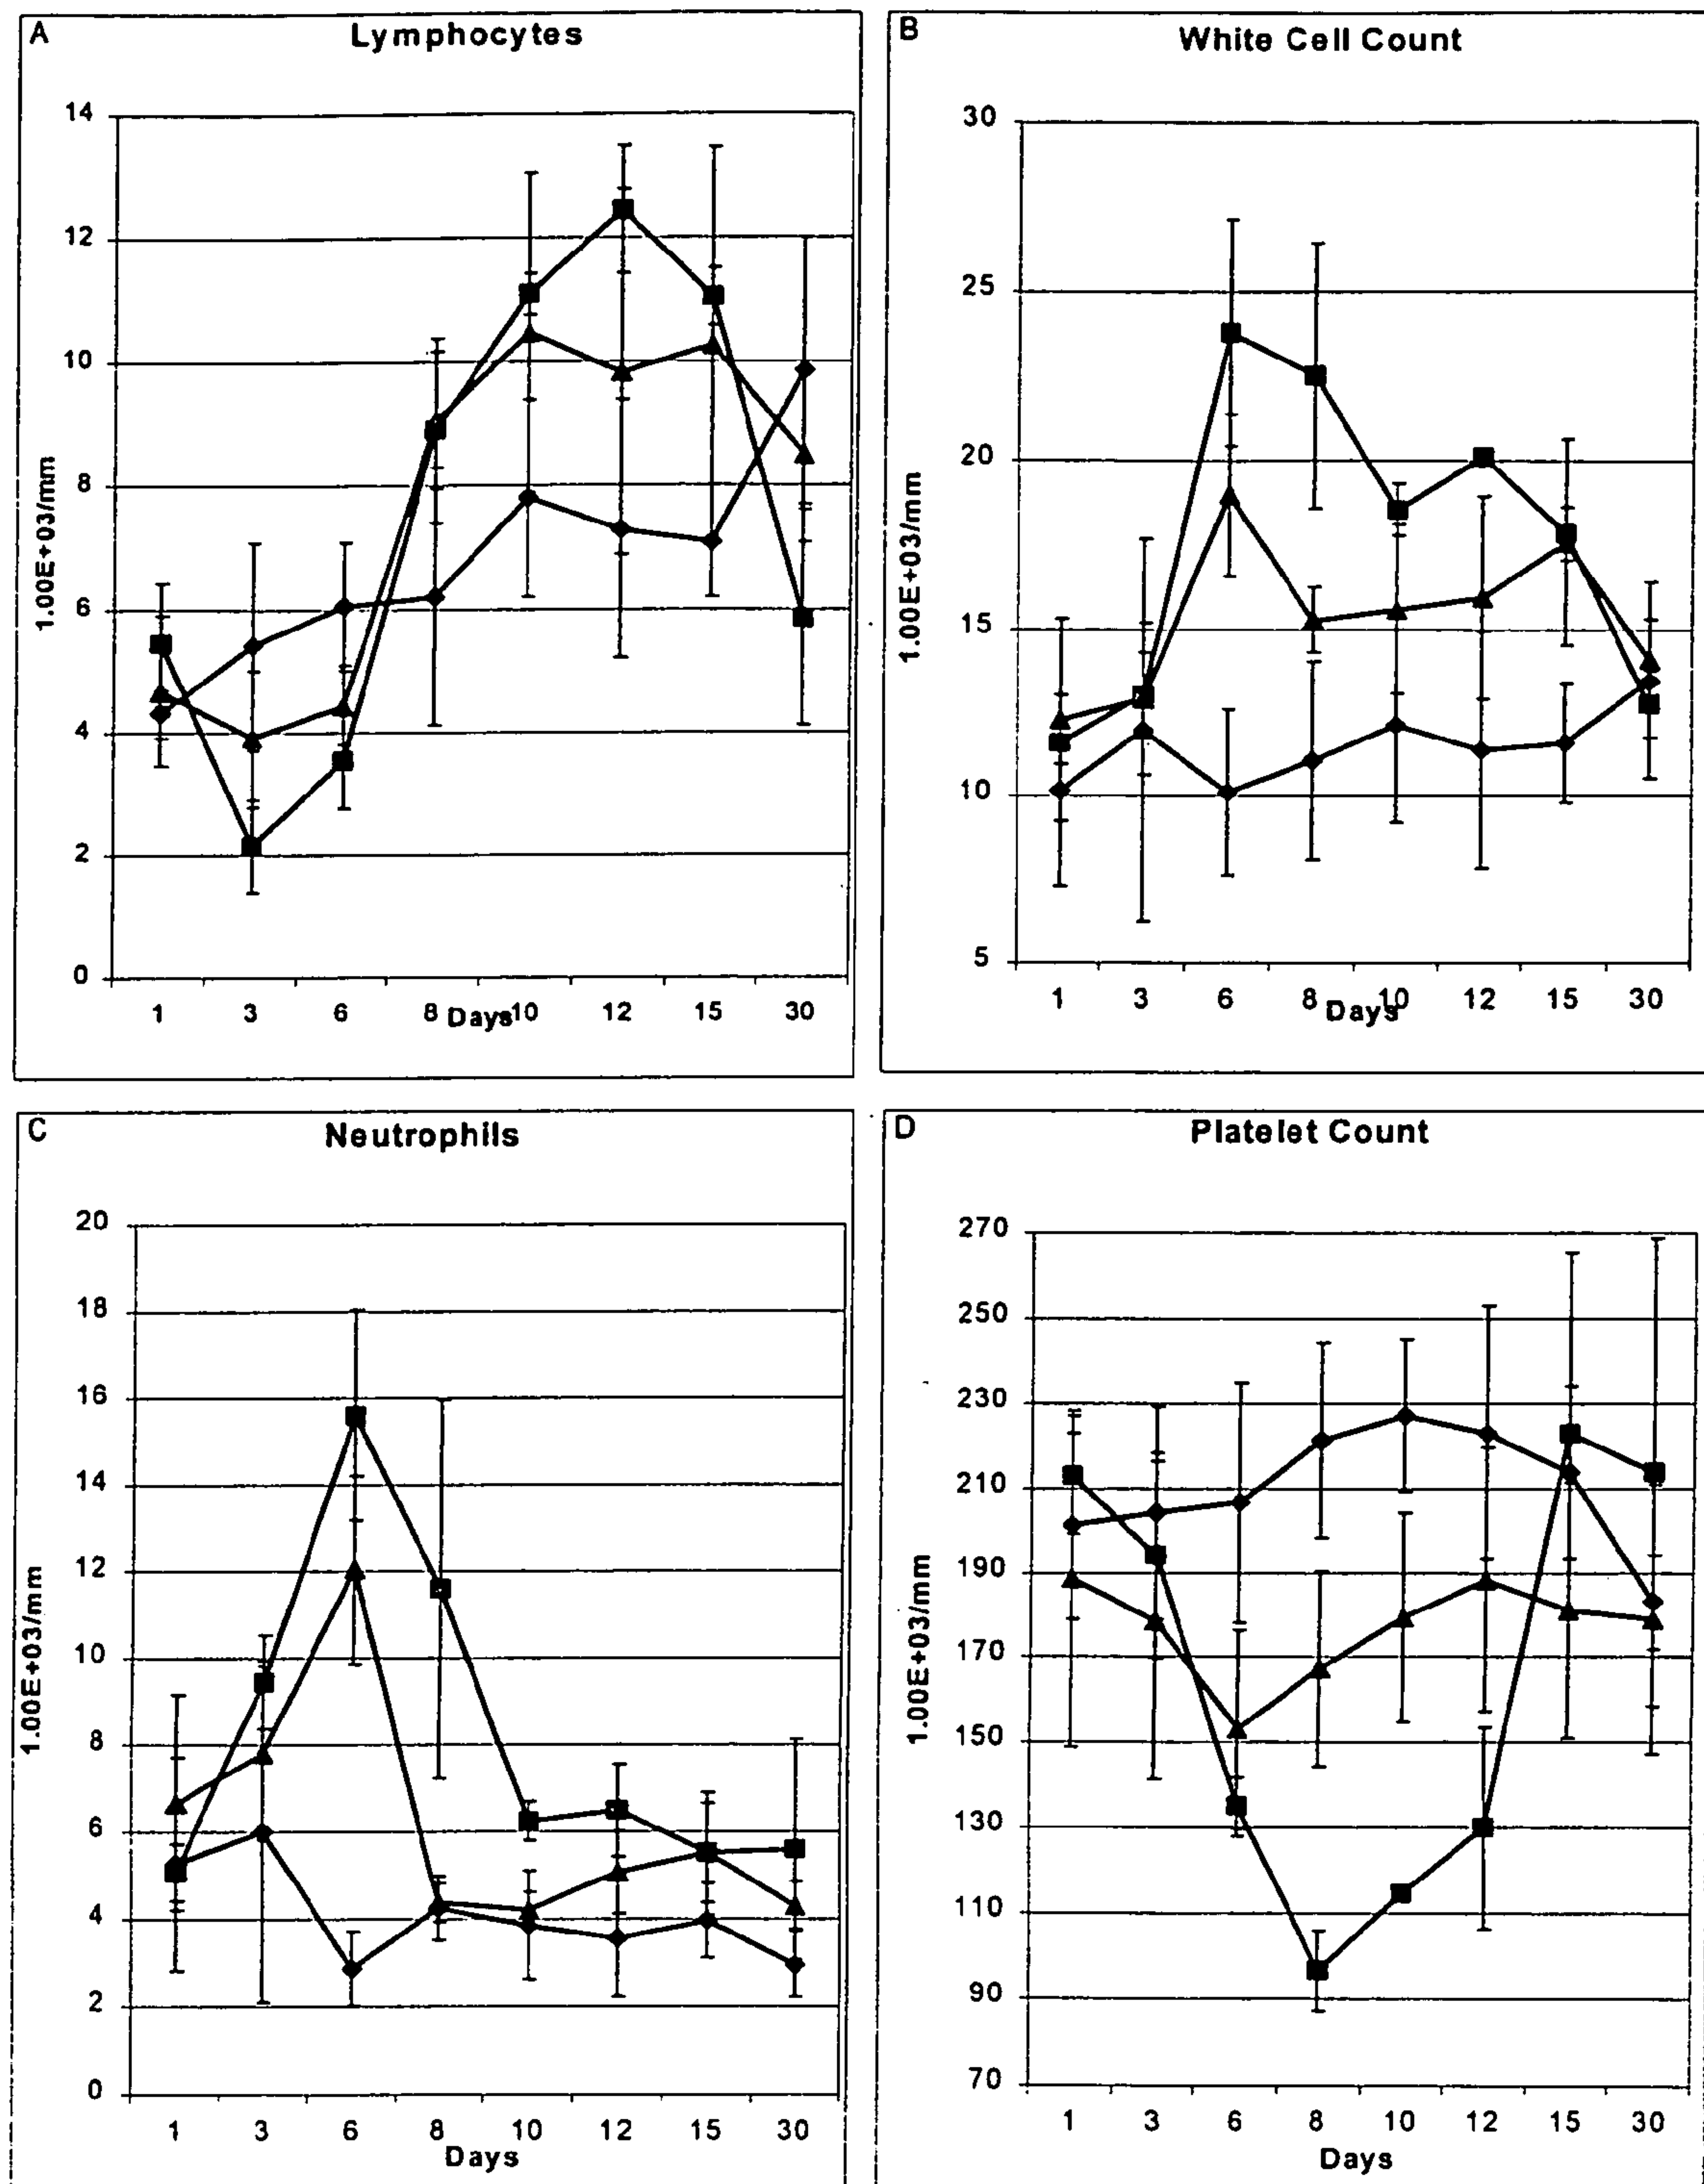 A
Lymphocytes
14
12
10
8
6
4
2
0
1.00E+03/mm
1 3 6 8 10 12 15 30
Days
B
White Cell Count
30
25
20
15
10
5
1.00E+03/mm
1 3 6 8 10 12 15 30
Days
C
Neutrophils
20
18
16
14
12
10
8
6
4
2
0
1.00E+03/mm
1 3 6 8 10 12 15 30
Days
D
Platelet Count
270
250
230
210
190
170
150
130
110
90
70
1.00E+03/mm
1 3 6 8 10 12 15 30
Days